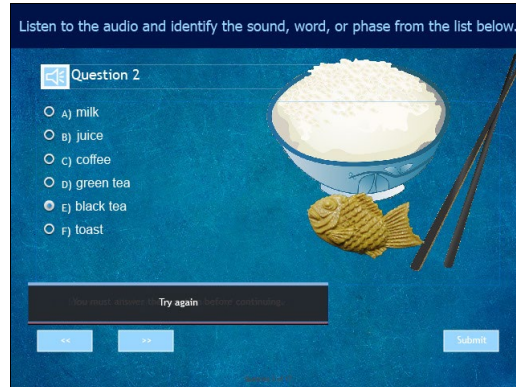 Listen to the audio and identify the sound, word, or phase from the list below.
Question 2
A) milk
B) juice
C) coffee
D) green tea
E) black tea
F) toast
Try again
<< >>
Submit